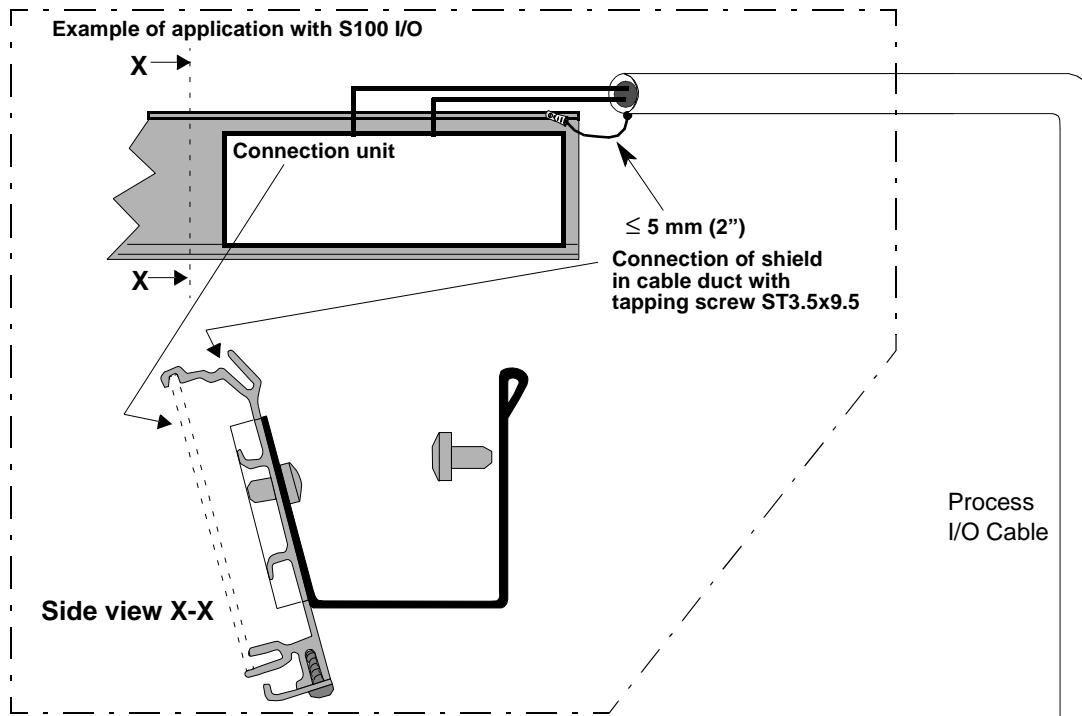 Example of application with S100 I/O
X
Connection unit
≤ 5 mm (2”)
Connection of shield
in cable duct with
tapping screw ST3.5x9.5
X
Process
I/O Cable
Side view X-X